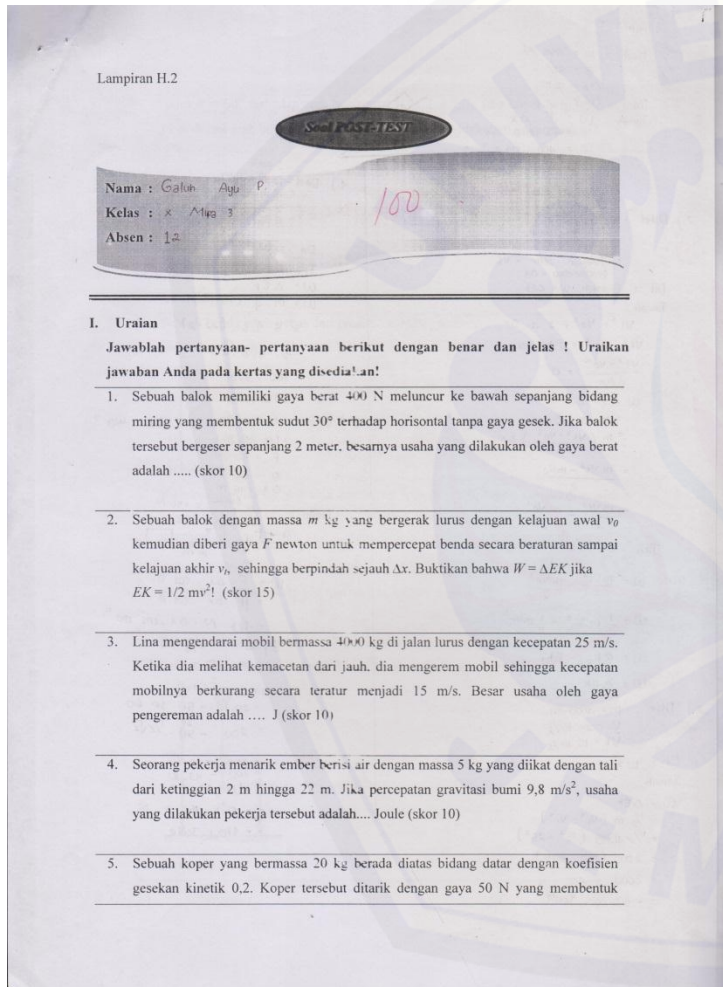 Lampiran H.2
Soal POST-TEST
Nama : Galuh Ayu P
Kelas : X Mipa 3
Absen : 12
100
I. Uraian
Jawablah pertanyaan- pertanyaan berikut dengan benar dan jelas ! Uraikan
jawaban Anda pada kertas yang disediakan!
1. Sebuah balok memiliki gaya berat 400 N meluncur ke bawah sepanjang bidang
miring yang membentuk sudut 30° terhadap horisontal tanpa gaya gesek. Jika balok
tersebut bergeser sepanjang 2 meter, besarnya usaha yang dilakukan oleh gaya berat
adalah ..... (skor 10)
2. Sebuah balok dengan massa m kg yang bergerak lurus dengan kelajuan awal v₀
kemudian diberi gaya F newton untuk mempercepat benda secara beraturan sampai
kelajuan akhir vₜ, sehingga berpindah sejauh Δx. Buktikan bahwa W = ΔEK jika
EK = 1/2 mv²! (skor 15)
3. Lina mengendarai mobil bermassa 4000 kg di jalan lurus dengan kecepatan 25 m/s.
Ketika dia melihat kemacetan dari jauh, dia mengerem mobil sehingga kecepatan
mobilnya berkurang secara teratur menjadi 15 m/s. Besar usaha oleh gaya
pengereman adalah .... J (skor 10)
4. Seorang pekerja menarik ember berisi air dengan massa 5 kg yang diikat dengan tali
dari ketinggian 2 m hingga 22 m. Jika percepatan gravitasi bumi 9,8 m/s², usaha
yang dilakukan pekerja tersebut adalah.... Joule (skor 10)
5. Sebuah koper yang bermassa 20 kg berada diatas bidang datar dengan koefisien
gesekan kinetik 0,2. Koper tersebut ditarik dengan gaya 50 N yang membentuk